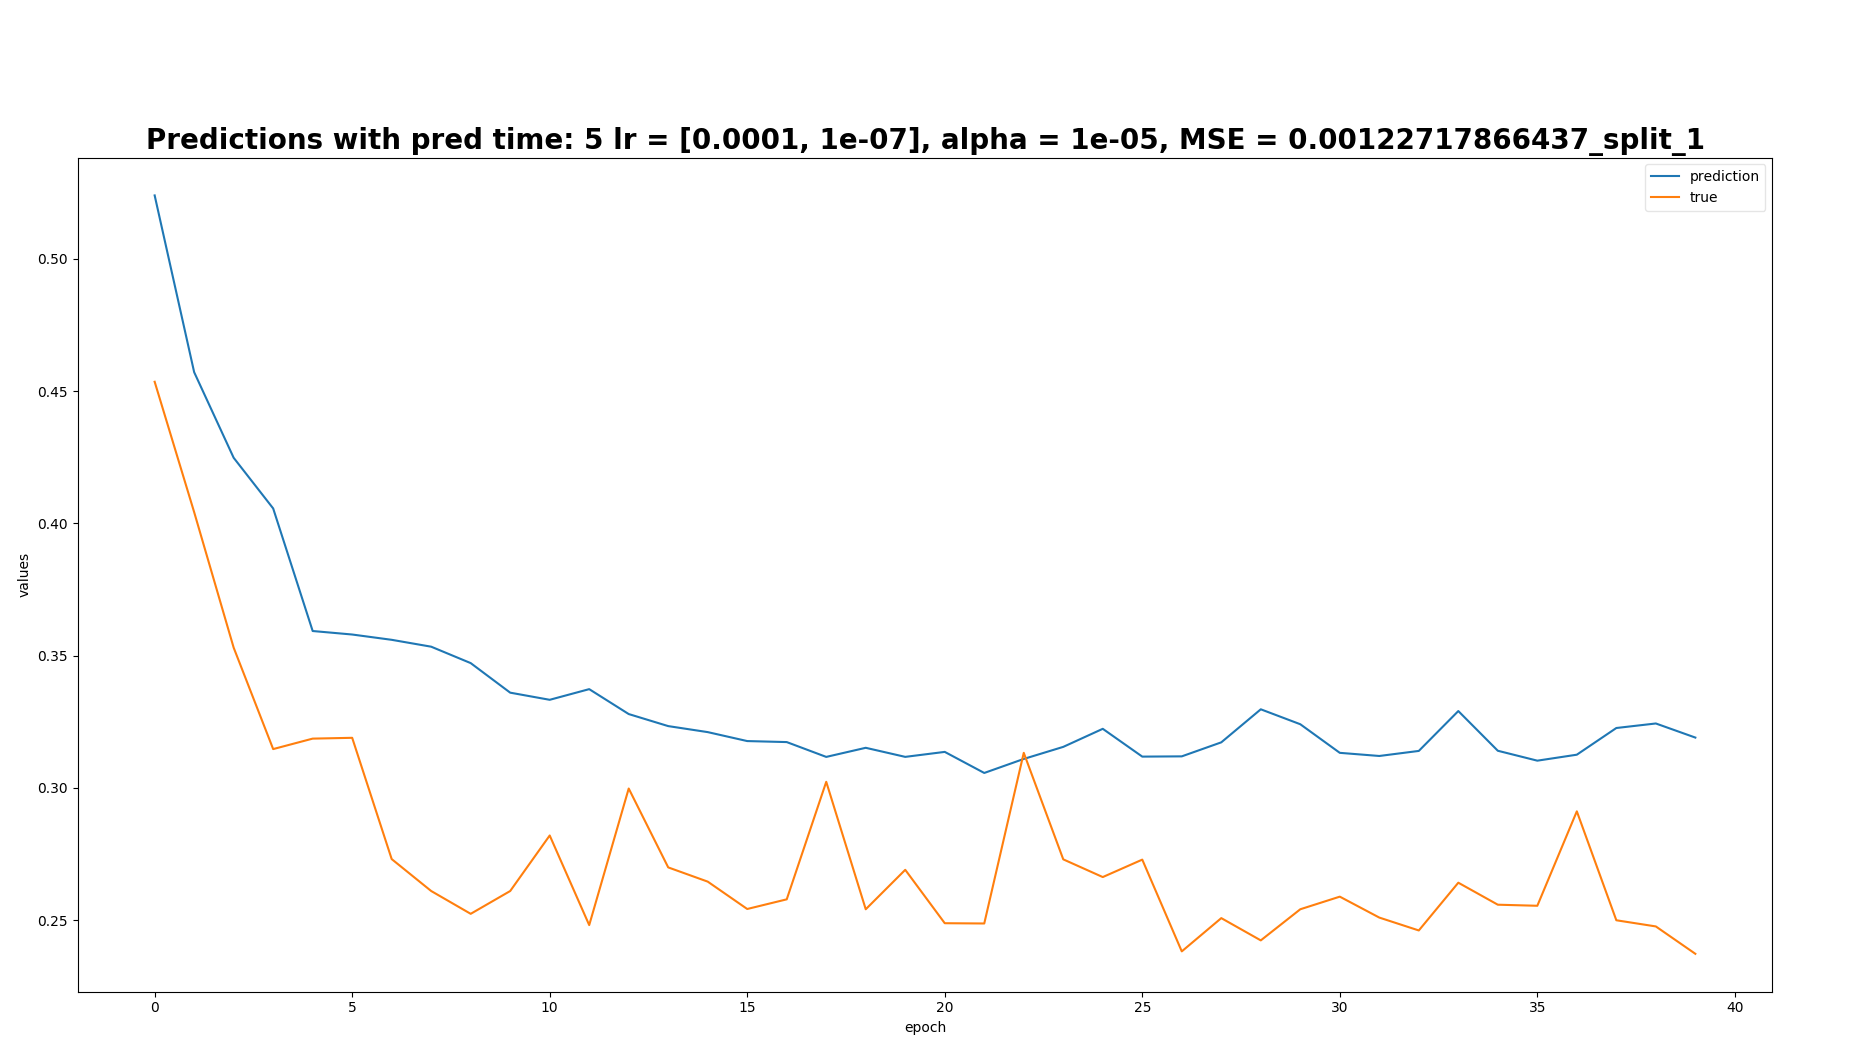 Predictions with pred time: 5 lr = [0.0001, 1e-07], alpha = 1e-05, MSE = 0.00122717866437_split_1
prediction
true
0.50
0.45
0.40
0.35
0.30
0.25
values
0 5 10 15 20 25 30 35 40
epoch